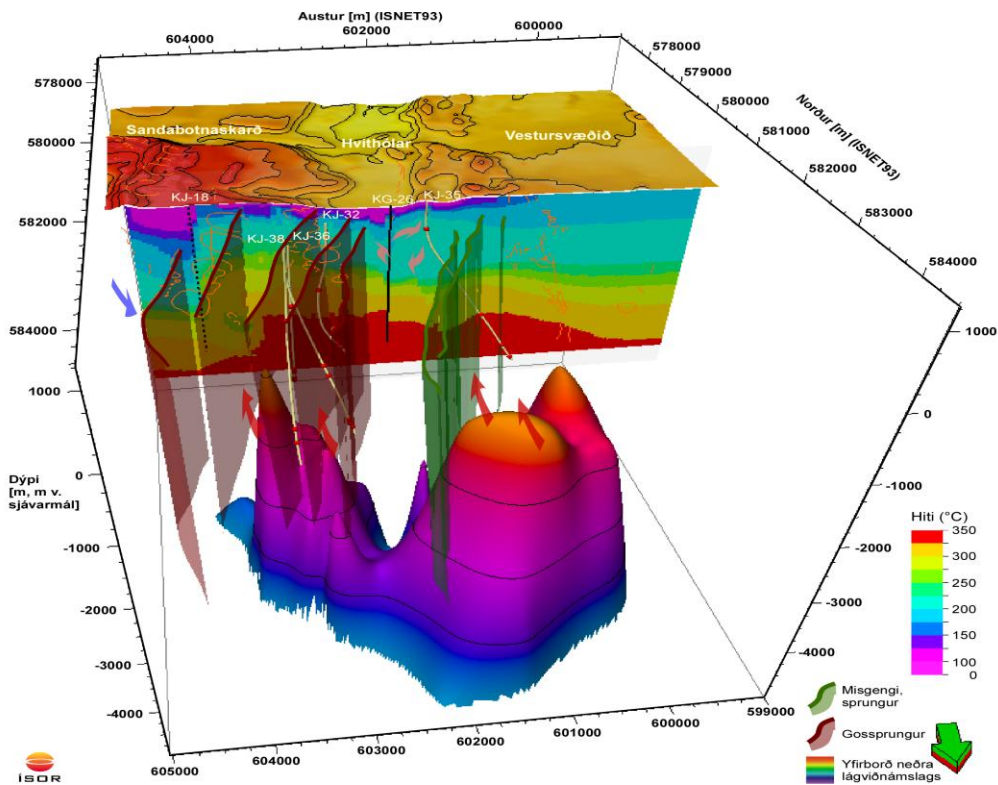 Austur [m] (ISNET93)
604000
602000
600000
578000
578000
579000
580000
581000
582000
583000
584000
Norður [m] (ISNET93)
580000
582000
584000
Sandabotnaskarð
Hvíthólar
Vestursvæðið
KJ-18
KG-26
KJ-35
KJ-32
KJ-38
KJ-36
1000
0
-1000
-2000
-3000
-4000
Dýpi
[m, m v.
sjávarmál]
1000
0
-1000
-2000
-3000
-4000
605000
604000
603000
602000
601000
600000
599000
Hiti (°C)
350
300
250
200
150
100
0
Misgengi,
sprungur
Gossprungur
Yfirborð neðra
lágviðnámslags
ÍSOR